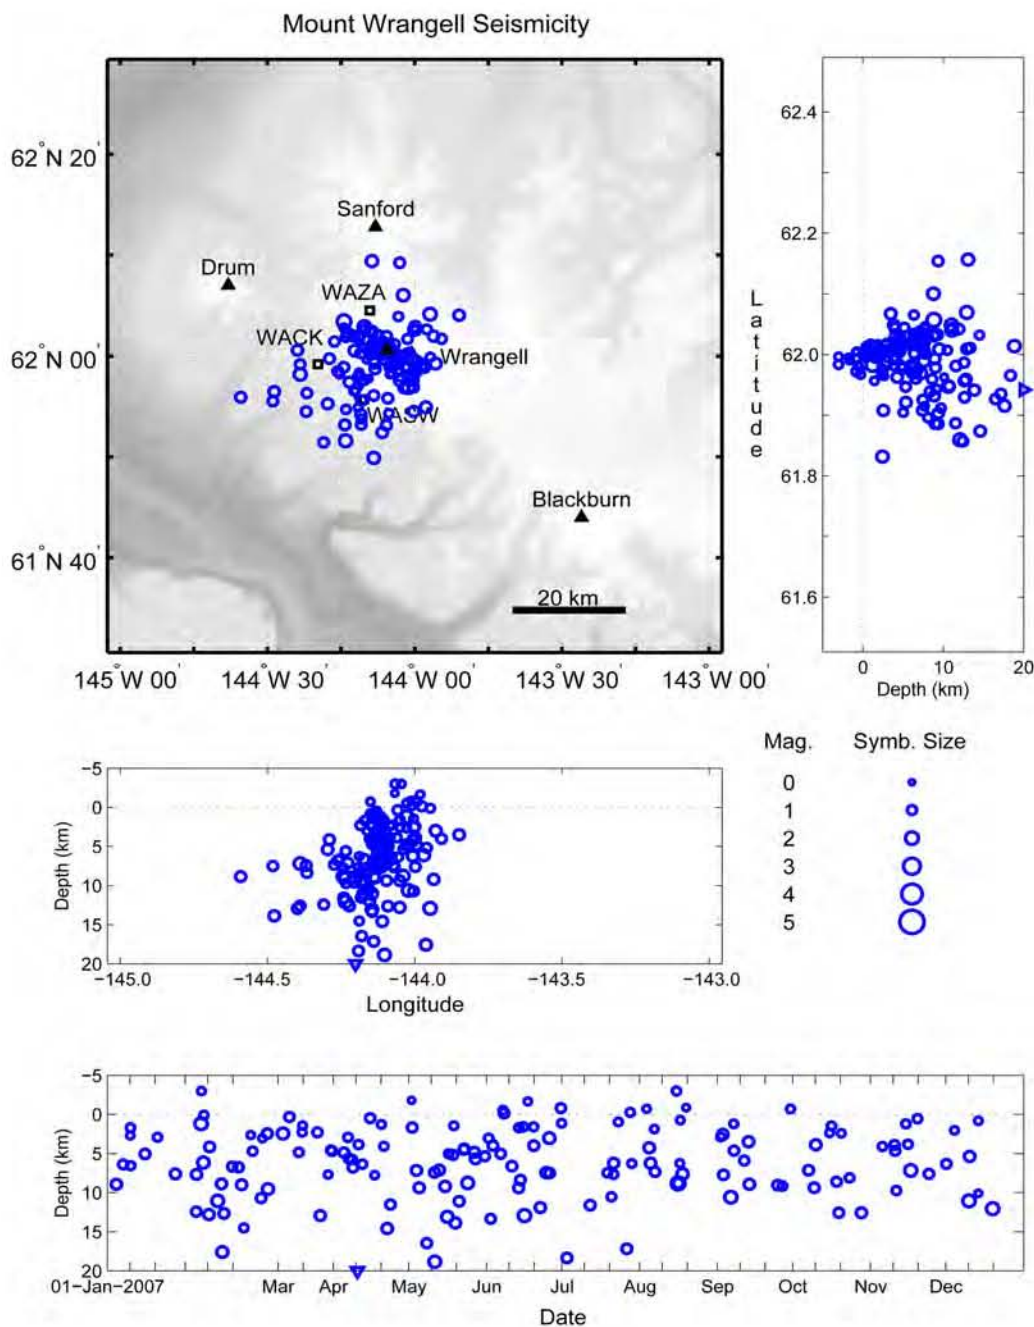 Mount Wrangell Seismicity
62°N 20'
62°N 00'
61°N 40'
Sanford
Drum
WAZA
WACK
Wrangell
WASW
Blackburn
20 km
145°W 00'
144°W 30'
144°W 00'
143°W 30'
143°W 00'
Latitude
62.4
62.2
62.0
61.8
61.6
0 10 20
Depth (km)
Mag. Symb. Size
0
1
2
3
4
5
Depth (km)
−5
0
5
10
15
20
−145.0 −144.5 −144.0 −143.5 −143.0
Longitude
Depth (km)
−5
0
5
10
15
20
01−Jan−2007 Mar Apr May Jun Jul Aug Sep Oct Nov Dec
Date